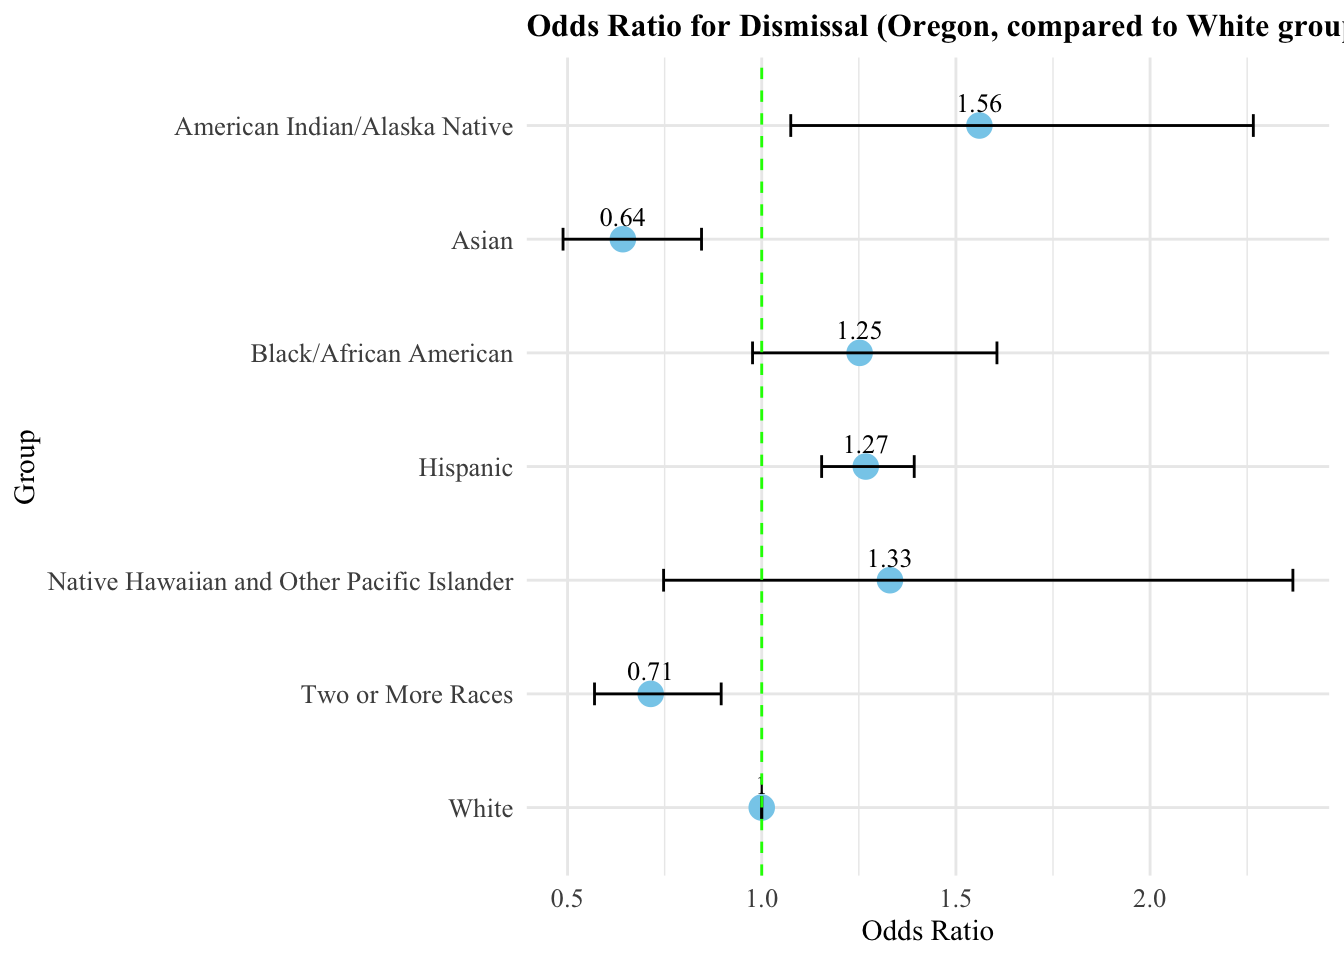 Odds Ratio for Dismissal (Oregon, compared to White grou
American Indian/Alaska Native
1.56
Asian
0.64
Black/African American
1.25
Hispanic
1.27
Native Hawaiian and Other Pacific Islander
1.33
Two or More Races
0.71
White
1
Group
0.5 1.0 1.5 2.0
Odds Ratio